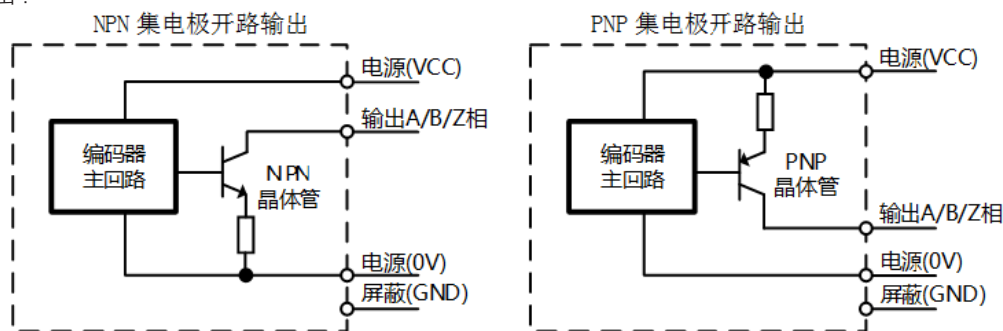 NPN 集电极开路输出
电源(VCC)
输出A/B/Z相
编码器
主回路
NPN
晶体管
电源(0V)
屏蔽(GND)
PNP 集电极开路输出
电源(VCC)
编码器
主回路
PNP
晶体管
输出A/B/Z相
电源(0V)
屏蔽(GND)